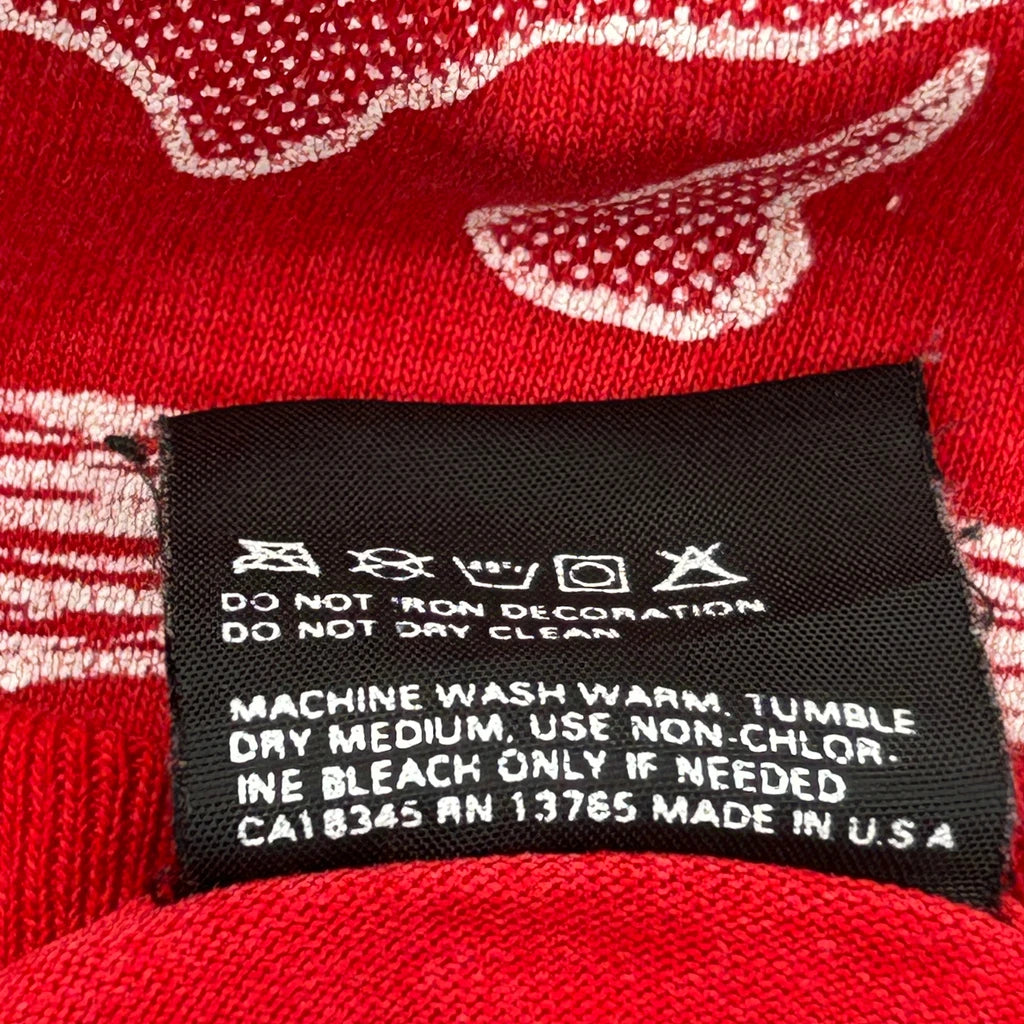 40°C
DO NOT IRON DECORATION
DO NOT DRY CLEAN
MACHINE WASH WARM. TUMBLE
DRY MEDIUM. USE NON-CHLOR-
INE BLEACH ONLY IF NEEDED
CA18345 RN 13765 MADE IN U.S.A